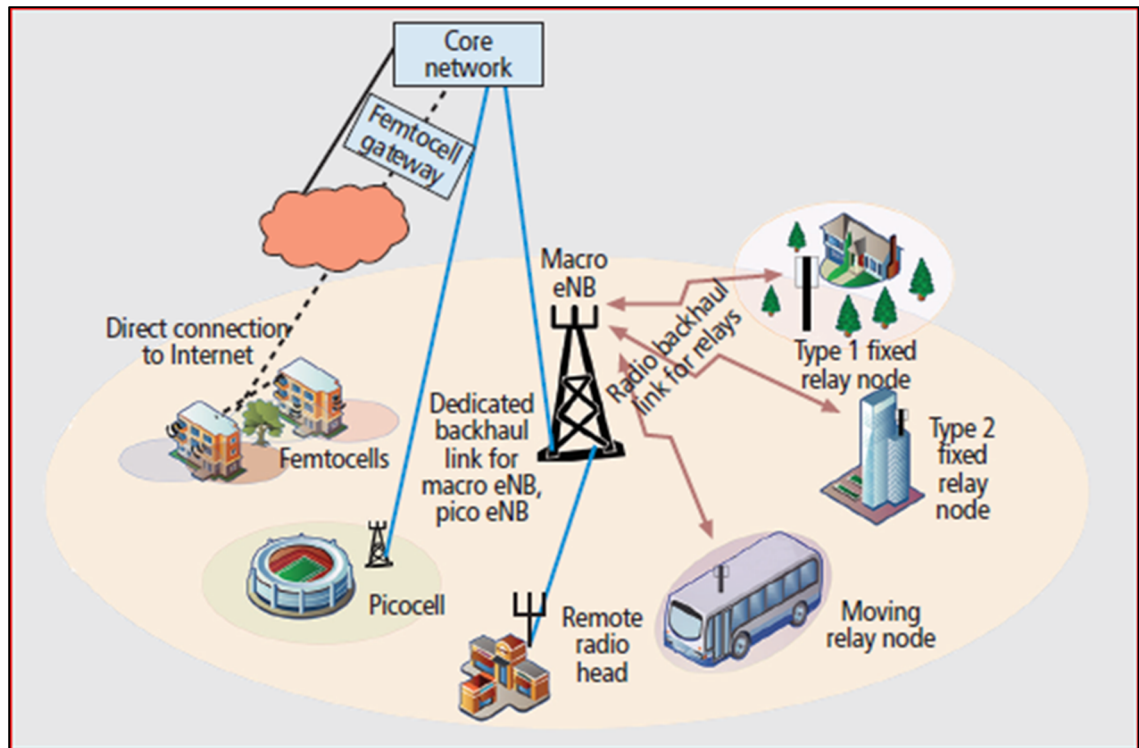 Core
network
Femtocell
gateway
Macro
eNB
Radio backhaul
link for relays
Direct connection
to Internet
Type 1 fixed
relay node
Dedicated
backhaul
link for
macro eNB,
pico eNB
Type 2
fixed
relay
node
Femtocells
Picocell
Remote
radio
head
Moving
relay node